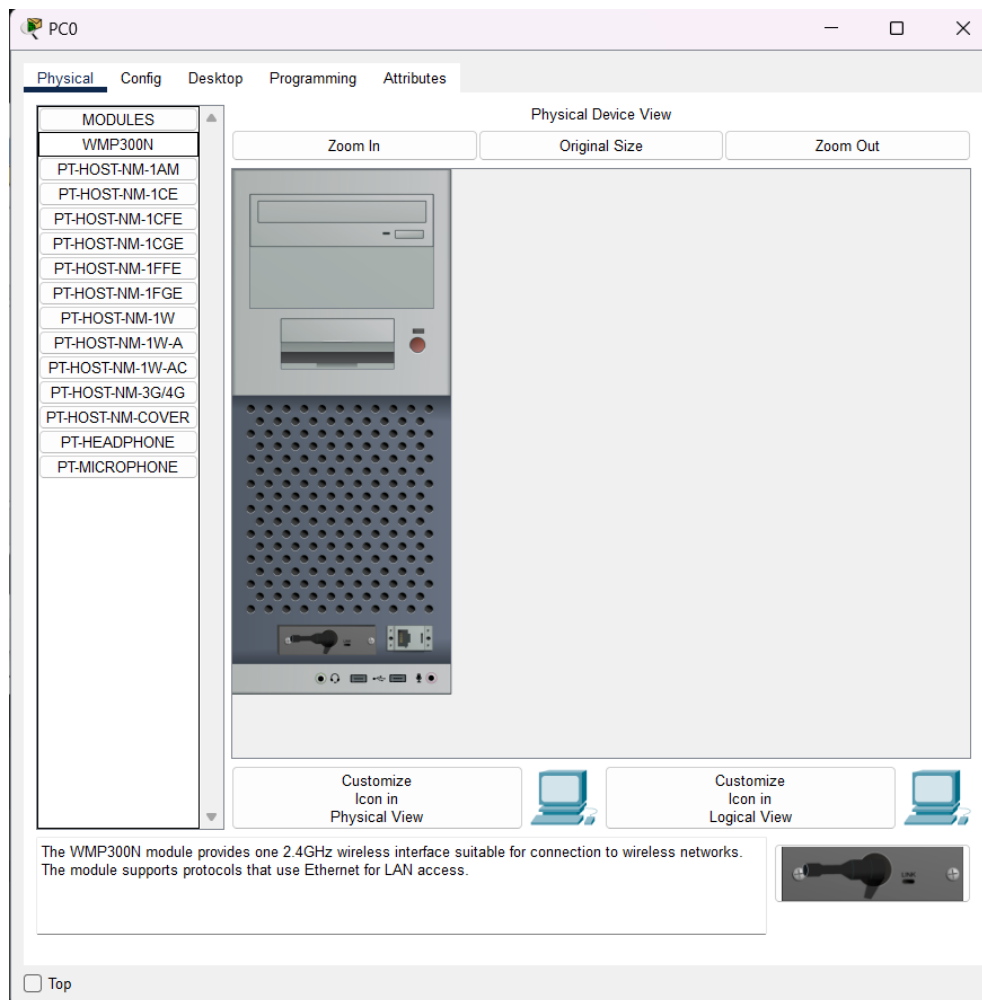 PC0
Physical Config Desktop Programming Attributes
MODULES
WMP300N
PT-HOST-NM-1AM
PT-HOST-NM-1CE
PT-HOST-NM-1CFE
PT-HOST-NM-1CGE
PT-HOST-NM-1FFE
PT-HOST-NM-1FGE
PT-HOST-NM-1W
PT-HOST-NM-1W-A
PT-HOST-NM-1W-AC
PT-HOST-NM-3G/4G
PT-HOST-NM-COVER
PT-HEADPHONE
PT-MICROPHONE
Physical Device View
Zoom In Original Size Zoom Out
Customize
Icon in
Physical View
Customize
Icon in
Logical View
The WMP300N module provides one 2.4GHz wireless interface suitable for connection to wireless networks.
The module supports protocols that use Ethernet for LAN access.
LINK
Top